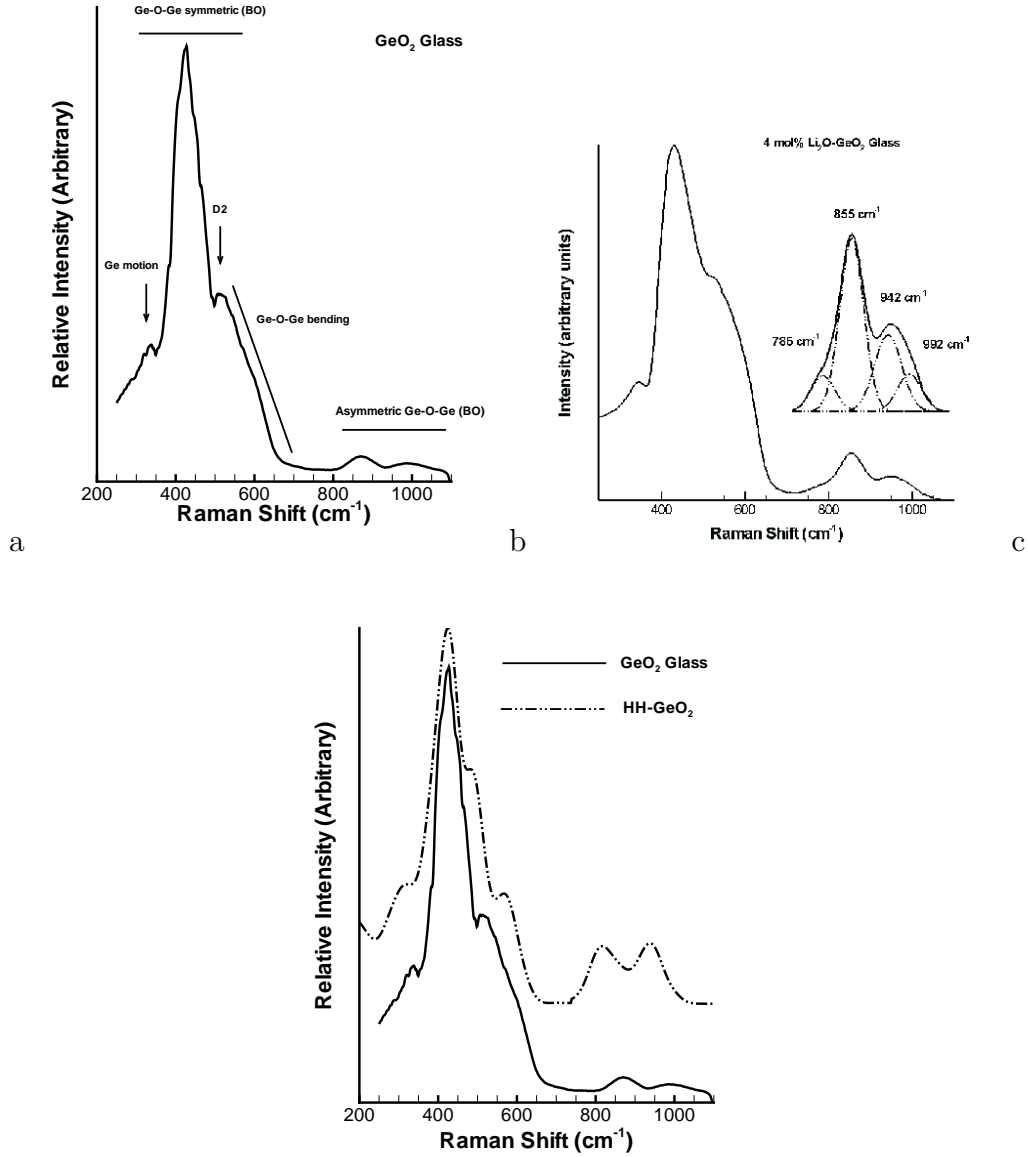 Ge-O-Ge symmetric (BO)
GeO₂ Glass
D2
Ge motion
Ge-O-Ge bending
Asymmetric Ge-O-Ge (BO)
Relative Intensity (Arbitrary)
200 400 600 800 1000
Raman Shift (cm⁻¹)
a
4 mol% Li₂O-GeO₂ Glass
855 cm⁻¹
942 cm⁻¹
786 cm⁻¹
992 cm⁻¹
Intensity (arbitrary units)
400 600 800 1000
Raman Shift (cm⁻¹)
b
c
GeO₂ Glass
HH-GeO₂
Relative Intensity (Arbitrary)
200 400 600 800 1000
Raman Shift (cm⁻¹)